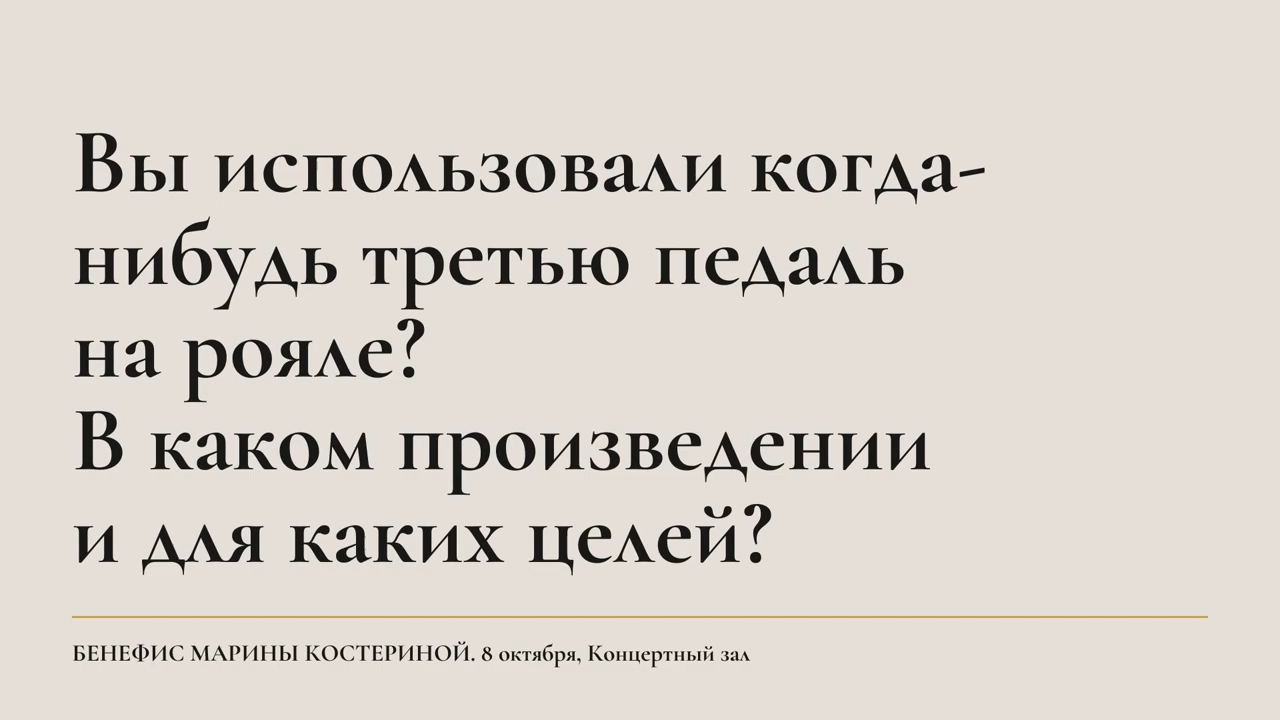 Вы использовали когда-
нибудь третью педаль
на рояле?
В каком произведении
и для каких целей?
БЕНЕФИС МАРИНЫ КОСТЕРИНОЙ. 8 октября, Концертный зал